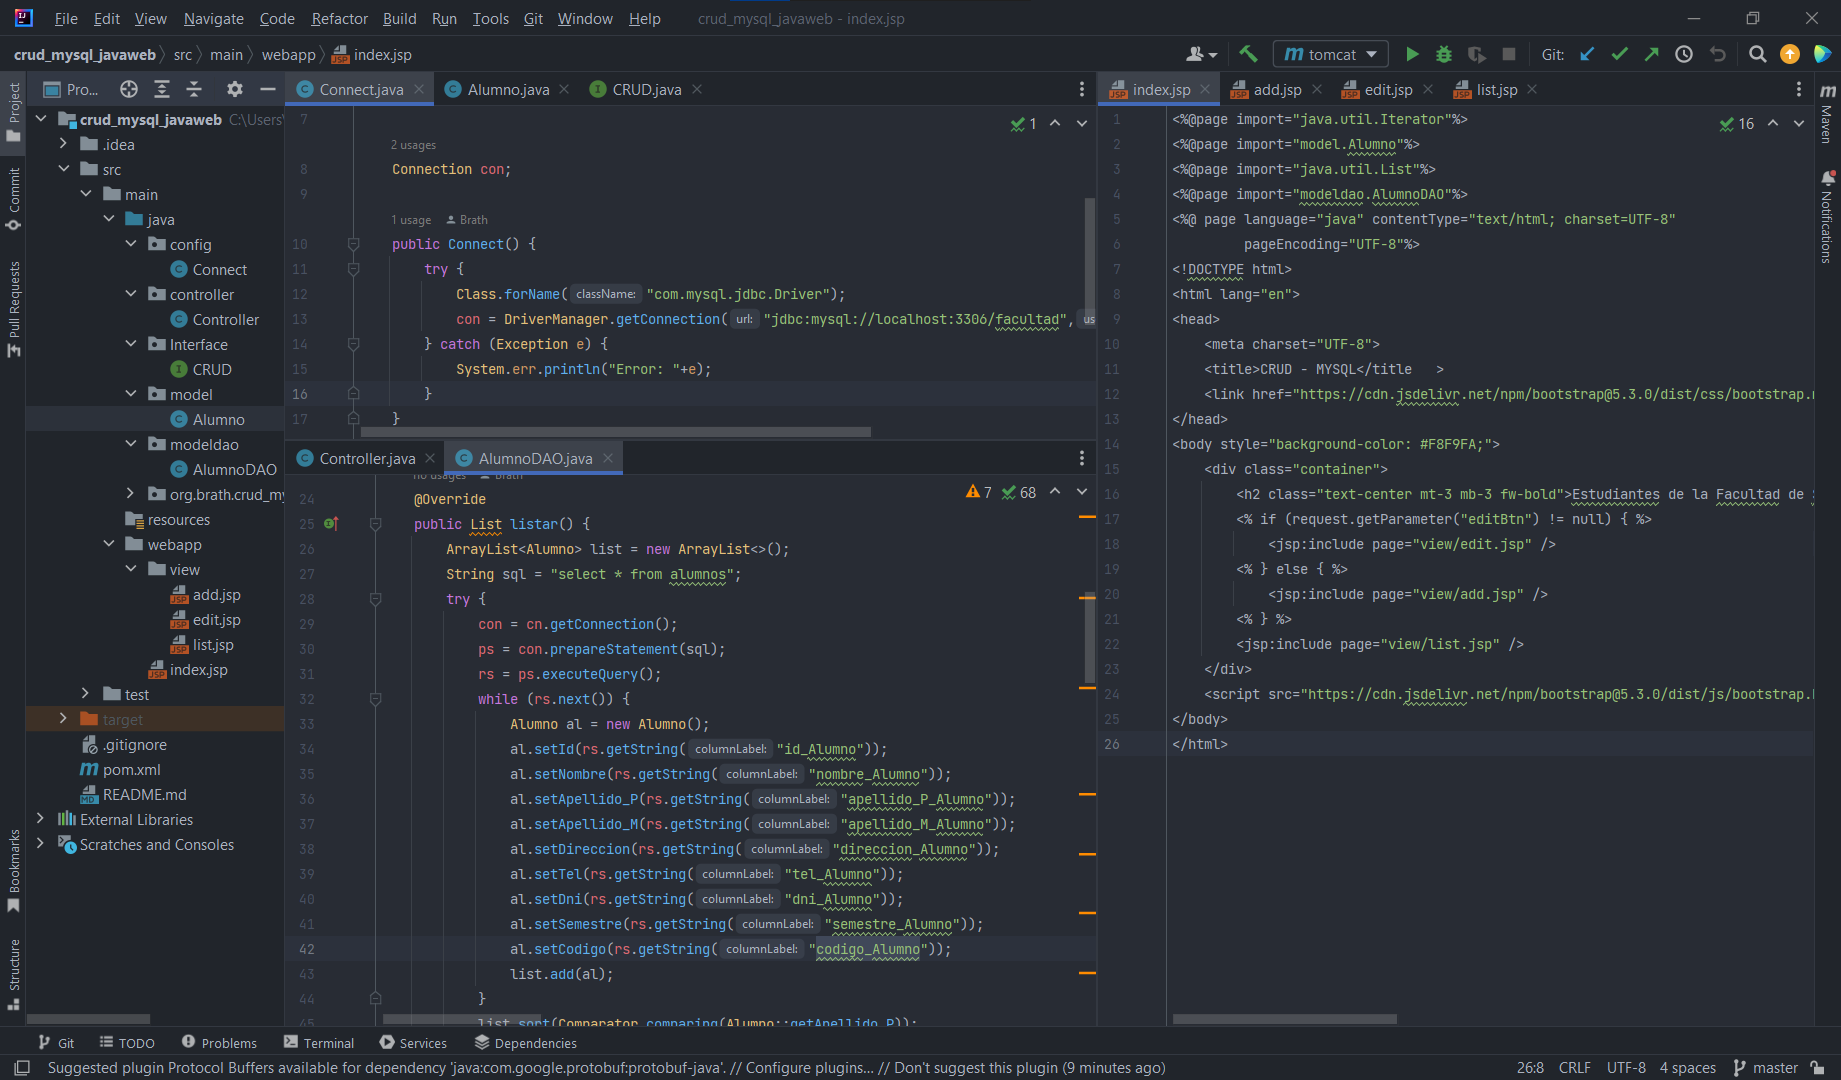 File Edit View Navigate Code Refactor Build Run Tools Git Window Help crud_mysql_javaweb - index.jsp
crud_mysql_javaweb src main webapp index.jsp
tomcat Git:
Project
Commit
Pull Requests
Bookmarks
Structure
Pro...
crud_mysql_javaweb C:\Users\
.idea
src
main
java
config
Connect
controller
Controller
Interface
CRUD
model
Alumno
modeldao
AlumnoDAO
org.brath.crud_my
resources
webapp
view
add.jsp
edit.jsp
list.jsp
index.jsp
test
target
.gitignore
pom.xml
README.md
External Libraries
Scratches and Consoles
Connect.java Alumno.java CRUD.java
1
7
2 usages
8 Connection con;
9
1 usage Brath
10 public Connect() {
11 try {
12 Class.forName( className: "com.mysql.jdbc.Driver");
13 con = DriverManager.getConnection( url: "jdbc:mysql://localhost:3306/facultad", us
14 } catch (Exception e) {
15 System.err.println("Error: "+e);
16 }
17 }
Controller.java AlumnoDAO.java
no usages Brath
7 68
24 @Override
25 public List listar() {
26 ArrayList<Alumno> list = new ArrayList<>();
27 String sql = "select * from alumnos";
28 try {
29 con = cn.getConnection();
30 ps = con.prepareStatement(sql);
31 rs = ps.executeQuery();
32 while (rs.next()) {
33 Alumno al = new Alumno();
34 al.setId(rs.getString( columnLabel: "id_Alumno"));
35 al.setNombre(rs.getString( columnLabel: "nombre_Alumno"));
36 al.setApellido_P(rs.getString( columnLabel: "apellido_P_Alumno"));
37 al.setApellido_M(rs.getString( columnLabel: "apellido_M_Alumno"));
38 al.setDireccion(rs.getString( columnLabel: "direccion_Alumno"));
39 al.setTel(rs.getString( columnLabel: "tel_Alumno"));
40 al.setDni(rs.getString( columnLabel: "dni_Alumno"));
41 al.setSemestre(rs.getString( columnLabel: "semestre_Alumno"));
42 al.setCodigo(rs.getString( columnLabel: "codigo_Alumno"));
43 list.add(al);
44 }
45 list.sort(Comparator.comparing(Alumno::getApellido_P));
index.jsp add.jsp edit.jsp list.jsp
16
1 <%@page import="java.util.Iterator"%>
2 <%@page import="model.Alumno"%>
3 <%@page import="java.util.List"%>
4 <%@page import="modeldao.AlumnoDAO"%>
5 <%@ page language="java" contentType="text/html; charset=UTF-8"
6 pageEncoding="UTF-8"%>
7 <!DOCTYPE html>
8 <html lang="en">
9 <head>
10 <meta charset="UTF-8">
11 <title>CRUD - MYSQL</title >
12 <link href="https://cdn.jsdelivr.net/npm/bootstrap@5.3.0/dist/css/bootstrap.
13 </head>
14 <body style="background-color: #F8F9FA;">
15 <div class="container">
16 <h2 class="text-center mt-3 mb-3 fw-bold">Estudiantes de la Facultad de
17 <% if (request.getParameter("editBtn") != null) { %>
18 <jsp:include page="view/edit.jsp" />
19 <% } else { %>
20 <jsp:include page="view/add.jsp" />
21 <% } %>
22 <jsp:include page="view/list.jsp" />
23 </div>
24 <script src="https://cdn.jsdelivr.net/npm/bootstrap@5.3.0/dist/js/bootstrap.
25 </body>
26 </html>
Maven
Notifications
Git TODO Problems Terminal Services Dependencies
Suggested plugin Protocol Buffers available for dependency 'java:com.google.protobuf:protobuf-java'. // Configure plugins... // Don't suggest this plugin (9 minutes ago) 26:8 CRLF UTF-8 4 spaces master